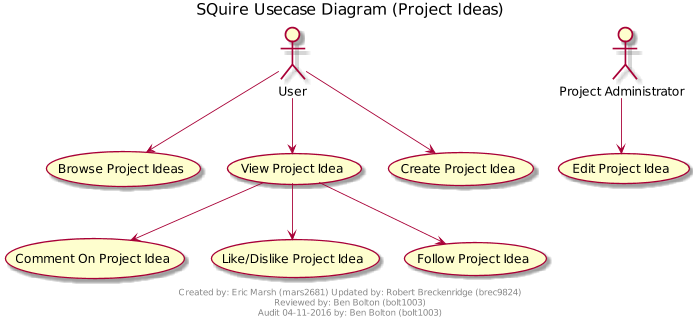 SQuire Usecase Diagram (Project Ideas)
User
Project Administrator
Browse Project Ideas
View Project Idea
Create Project Idea
Edit Project Idea
Comment On Project Idea
Like/Dislike Project Idea
Follow Project Idea
Created by: Eric Marsh (mars2681) Updated by: Robert Breckenridge (brec9824)
Reviewed by: Ben Bolton (bolt1003)
Audit 04-11-2016 by: Ben Bolton (bolt1003)